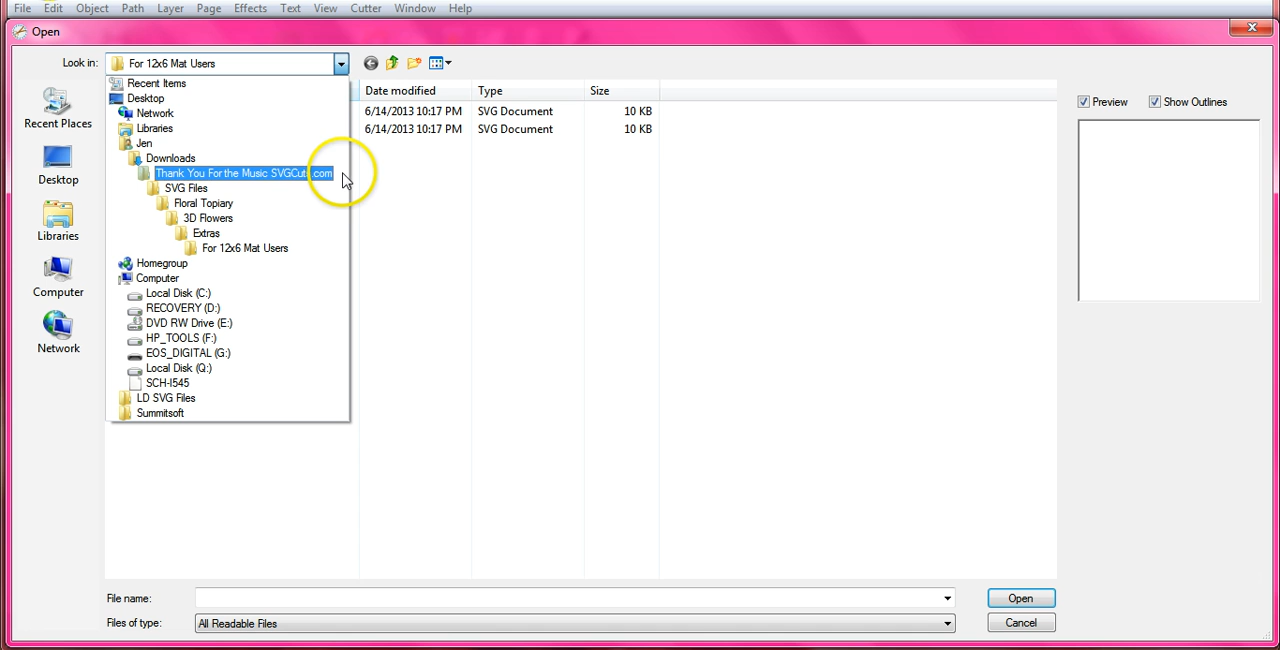 File Edit Object Path Layer Page Effects Text View Cutter Window Help
Open
Look in: For 12x6 Mat Users
Recent Items
Desktop
Network
Libraries
Jen
Downloads
Thank You For the Music SVGCuts.com
SVG Files
Floral Topiary
3D Flowers
Extras
For 12x6 Mat Users
Homegroup
Computer
Local Disk (C:)
RECOVERY (D:)
DVD RW Drive (E:)
HP_TOOLS (F:)
EOS_DIGITAL (G:)
Local Disk (Q:)
SCH-I545
LD SVG Files
Summitsoft
Recent Places
Desktop
Libraries
Computer
Network
Date modified Type Size
6/14/2013 10:17 PM SVG Document 10 KB
6/14/2013 10:17 PM SVG Document 10 KB
Preview Show Outlines
File name: Open
Files of type: All Readable Files Cancel